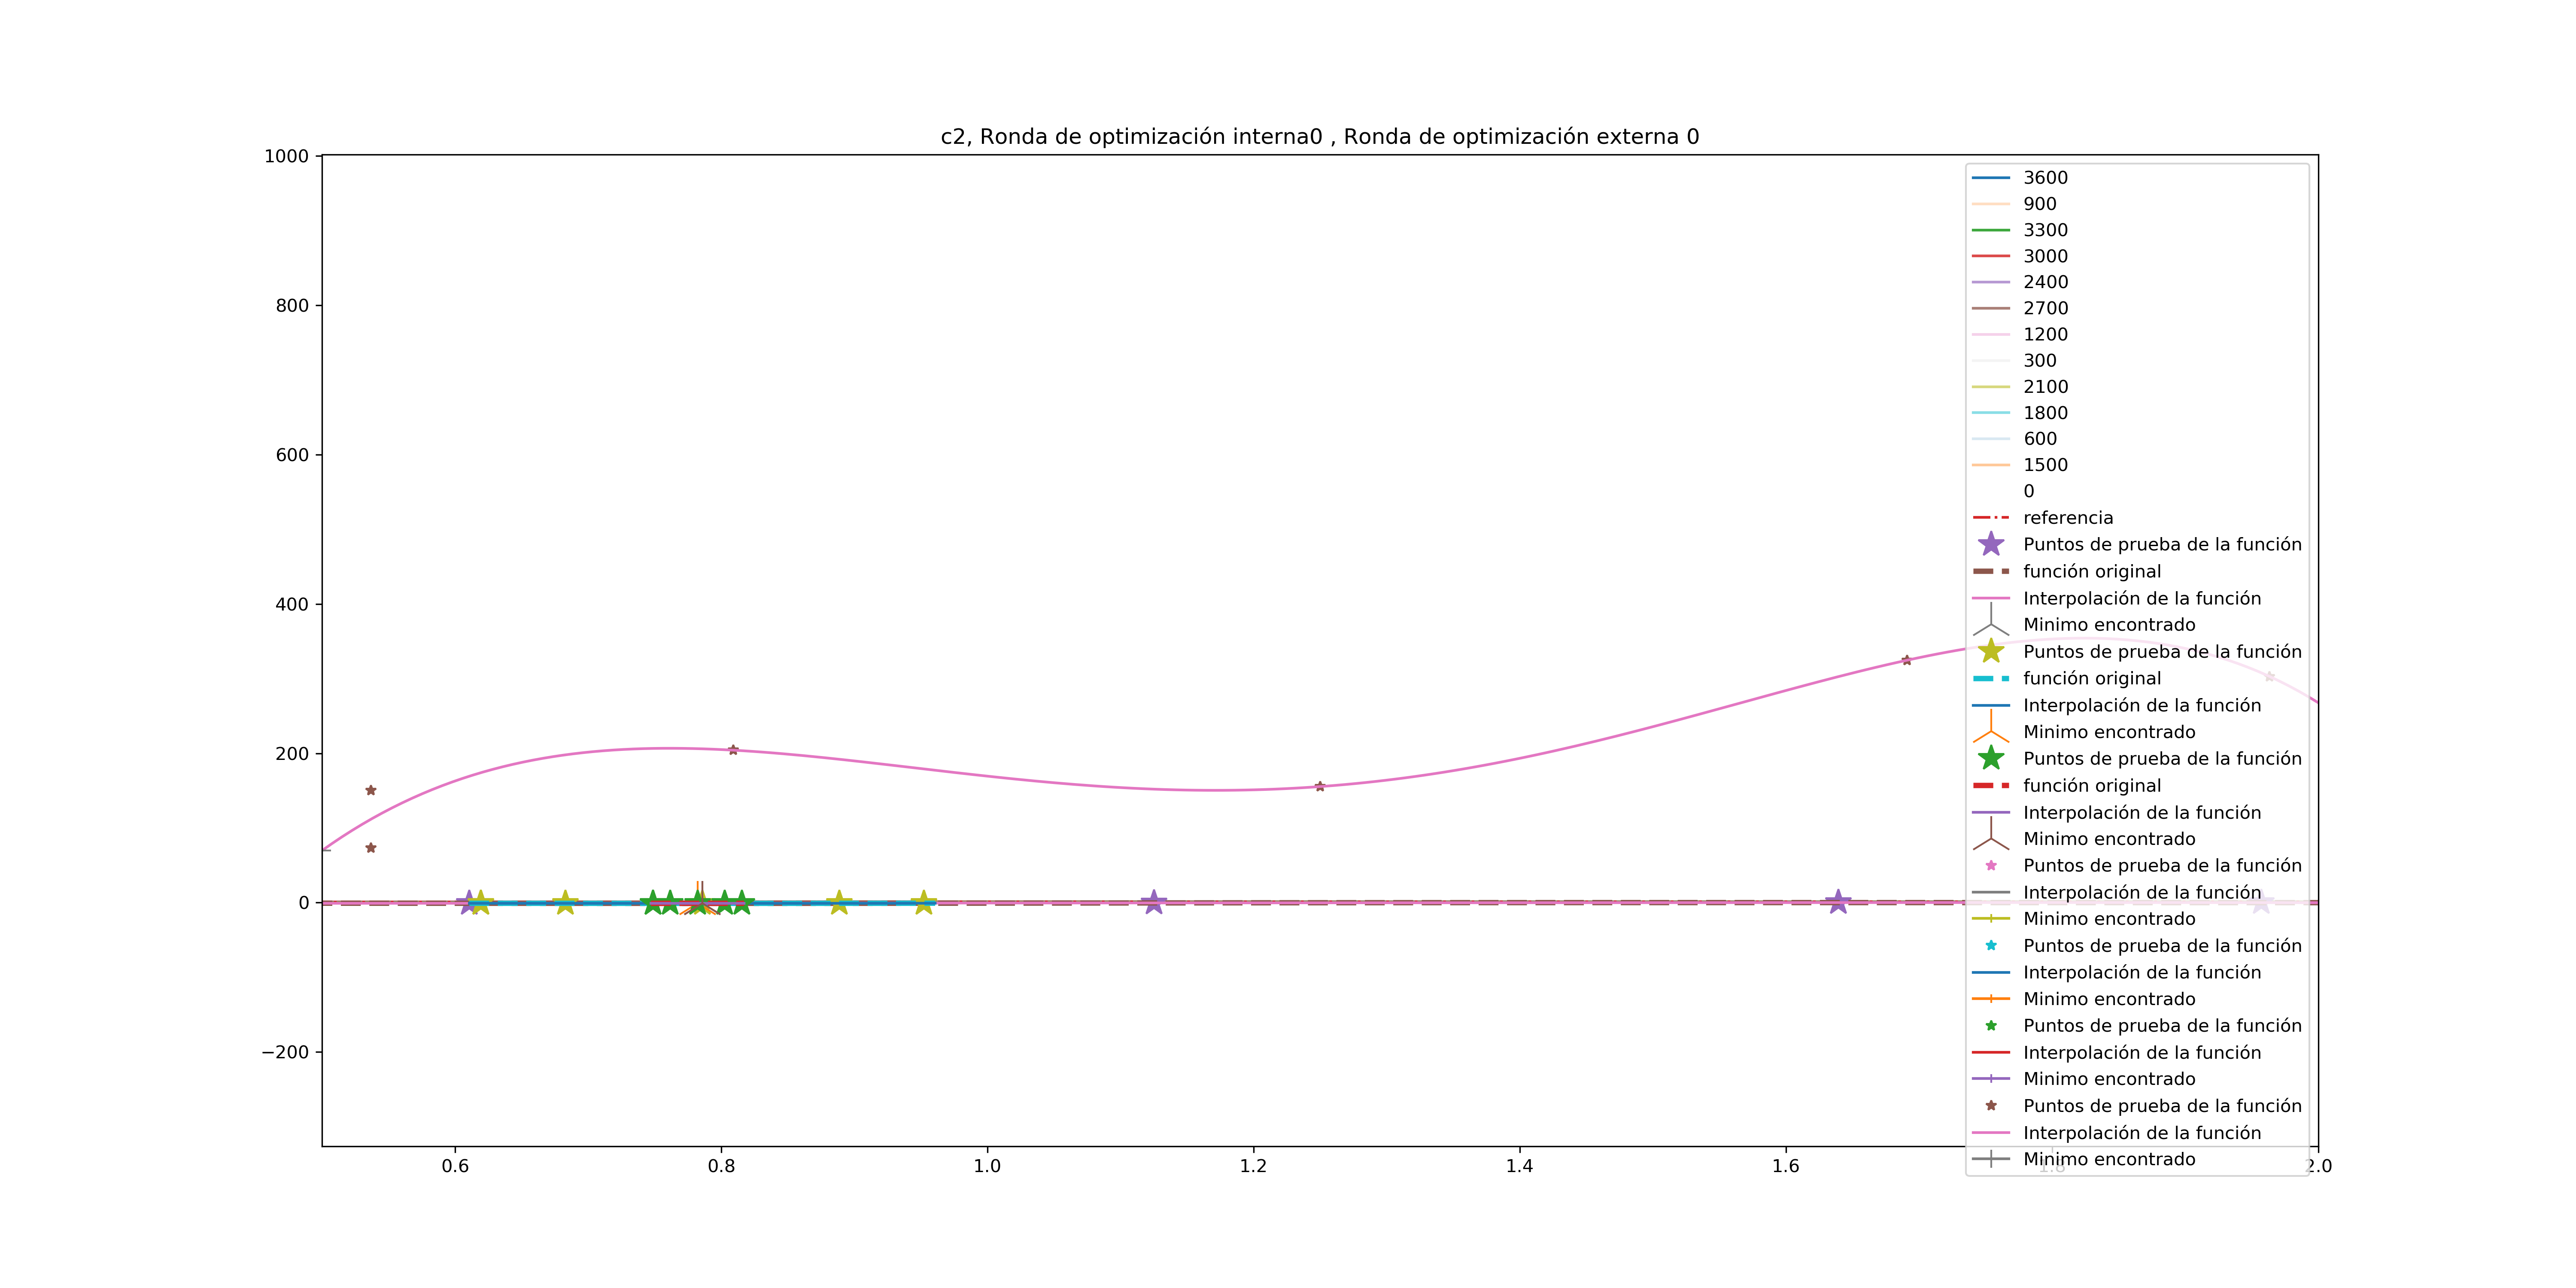 c2, Ronda de optimización interna0 , Ronda de optimización externa 0
1000
800
600
400
200
0
−200
0.6
0.8
1.0
1.2
1.4
1.6
1.8
2.0
3600
900
3300
3000
2400
2700
1200
300
2100
1800
600
1500
0
referencia
Puntos de prueba de la función
función original
Interpolación de la función
Minimo encontrado
Puntos de prueba de la función
función original
Interpolación de la función
Minimo encontrado
Puntos de prueba de la función
función original
Interpolación de la función
Minimo encontrado
Puntos de prueba de la función
Interpolación de la función
Minimo encontrado
Puntos de prueba de la función
Interpolación de la función
Minimo encontrado
Puntos de prueba de la función
Interpolación de la función
Minimo encontrado
Puntos de prueba de la función
Interpolación de la función
Minimo encontrado